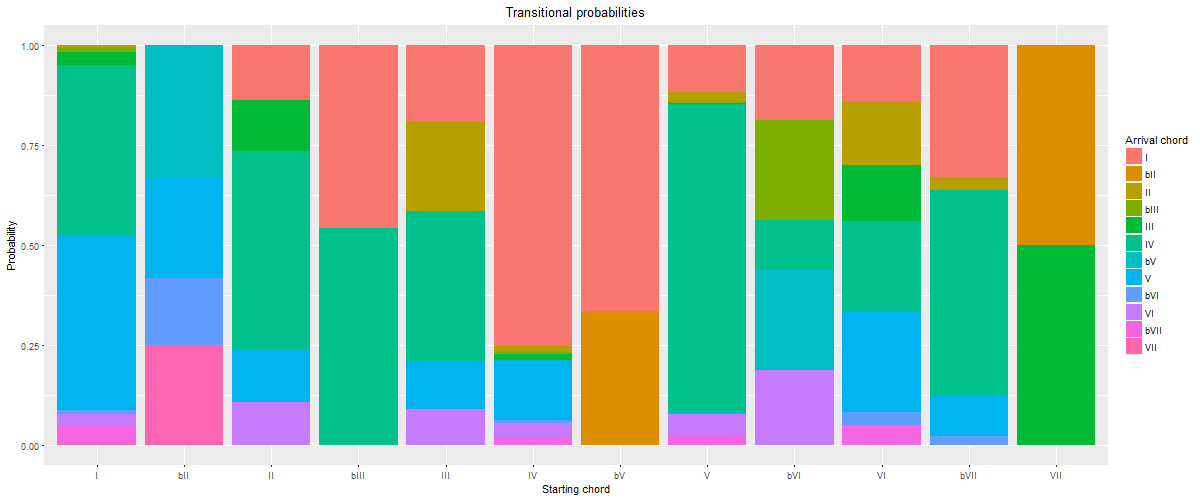 Transitional probabilities
1.00
0.75
0.50
0.25
0.00
Probability
I
bII
II
bIII
III
IV
bV
V
bVI
VI
bVII
VII
Starting chord
Arrival chord
I
bII
II
bIII
III
IV
bV
V
bVI
VI
bVII
VII